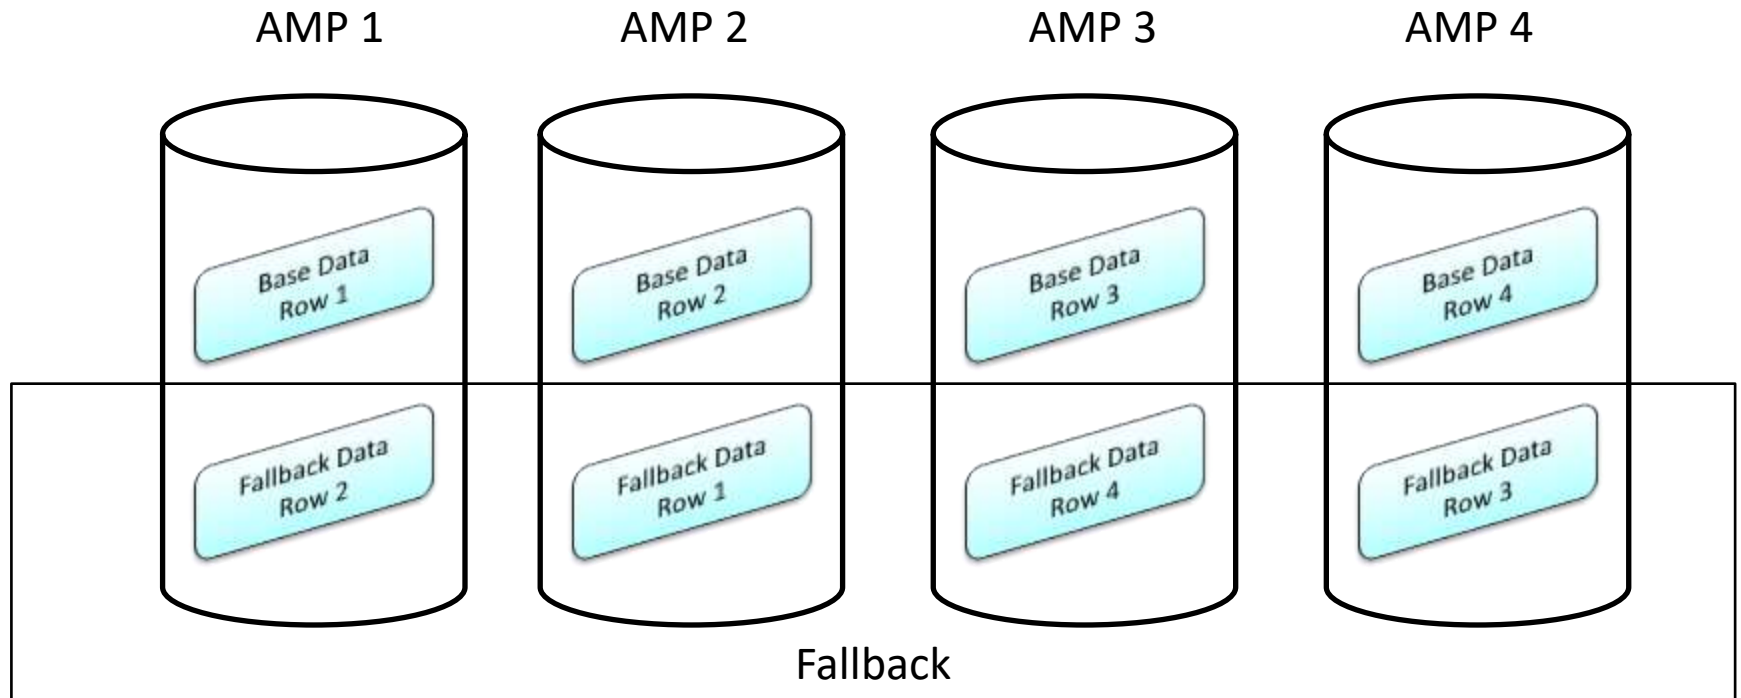 AMP 1
AMP 2
AMP 3
AMP 4
Base Data
Row 1
Base Data
Row 2
Base Data
Row 3
Base Data
Row 4
Fallback Data
Row 2
Fallback Data
Row 1
Fallback Data
Row 4
Fallback Data
Row 3
Fallback